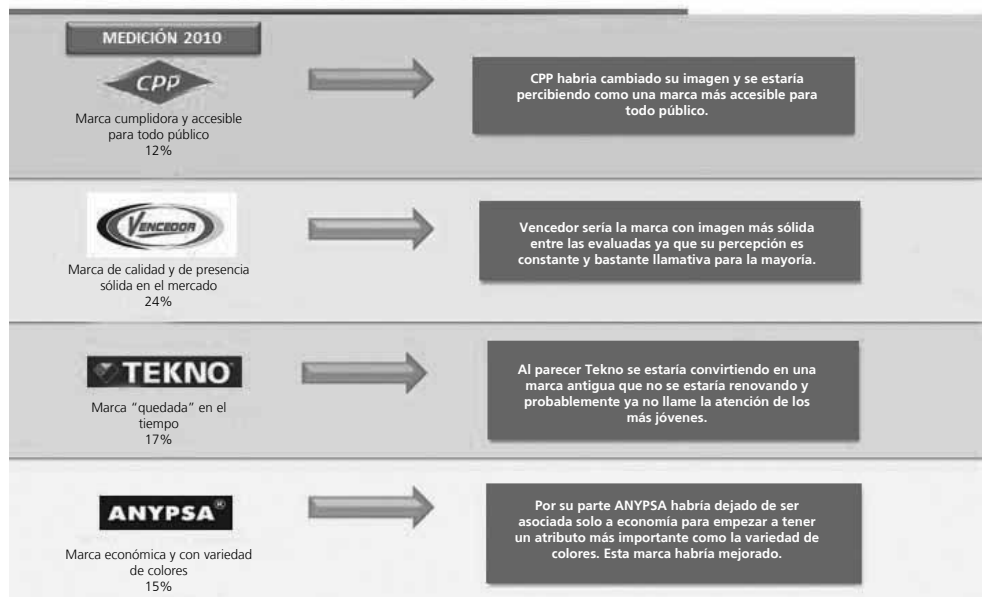 MEDICIÓN 2010
CPP
Marca cumplidora y accesible
para todo público
12%
CPP habria cambiado su imagen y se estaría
percibiendo como una marca más accesible para
todo público.
VENCEDOR
Marca de calidad y de presencia
sólida en el mercado
24%
Vencedor sería la marca con imagen más sólida
entre las evaluadas ya que su percepción es
constante y bastante llamativa para la mayoría.
TEKNO
Marca “quedada” en el
tiempo
17%
Al parecer Tekno se estaría convirtiendo en una
marca antigua que no se estaría renovando y
probablemente ya no llame la atención de los
más jóvenes.
ANYPSA®
Marca económica y con variedad
de colores
15%
Por su parte ANYPSA habría dejado de ser
asociada solo a economía para empezar a tener
un atributo más importante como la variedad de
colores. Esta marca habría mejorado.